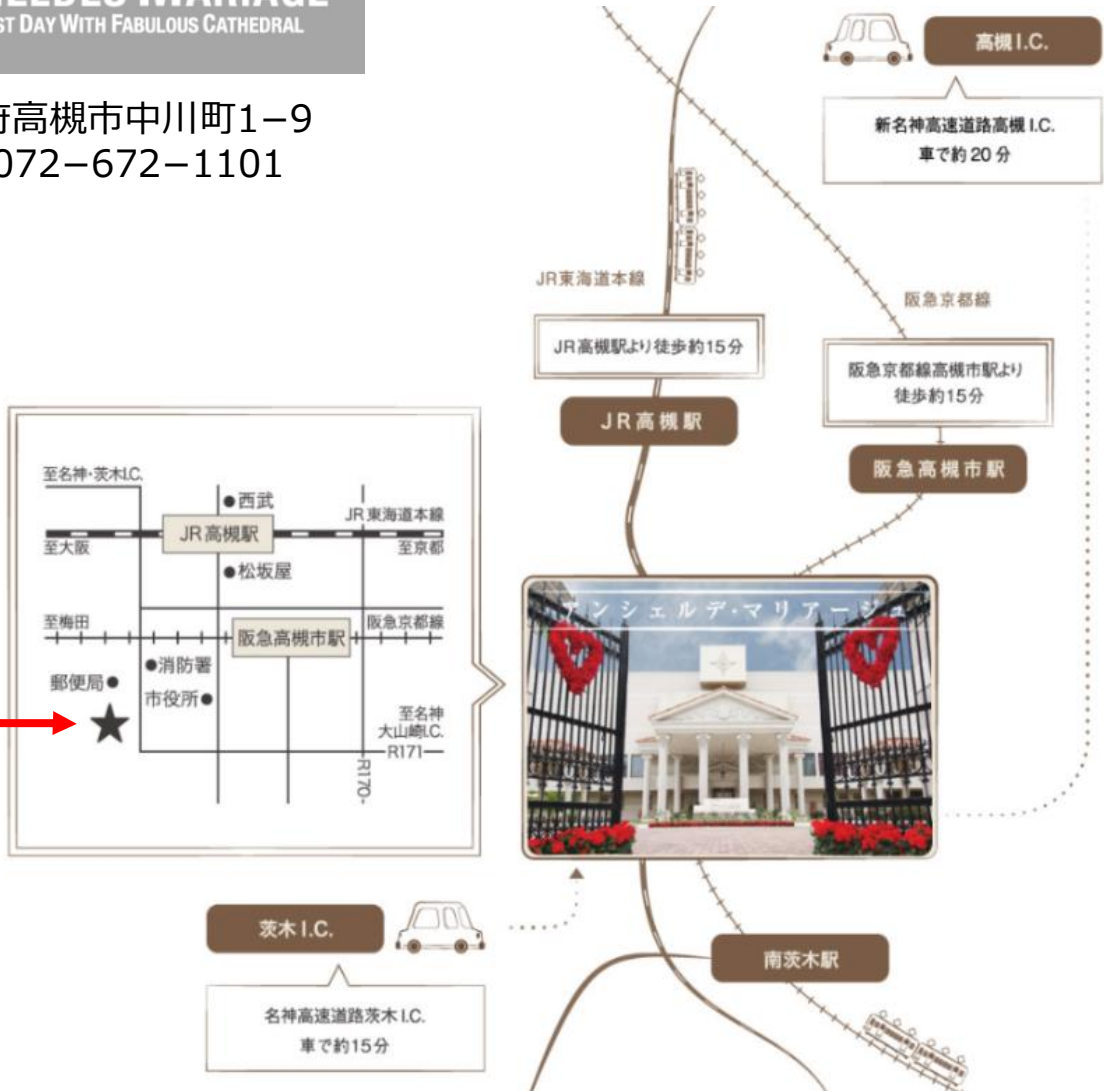 ST DAY WITH FABULOUS CATHEDRAL
高槻市中川町1−9
072−672−1101
高槻I.C.
新名神高速道路高槻I.C.
車で約20分
JR東海道本線
阪急京都線
JR高槻駅より徒歩約15分
阪急京都線高槻市駅より
徒歩約15分
JR高槻駅
阪急高槻市駅
至名神・茨木I.C.
●西武
JR東海道本線
JR高槻駅
至大阪
至京都
●松坂屋
至梅田
阪急京都線
阪急高槻市駅
●消防署
郵便局●
市役所●
至名神
大山崎I.C.
R171
R170
アンシェルデ・マリアージュ
茨木I.C.
名神高速道路茨木I.C.
車で約15分
南茨木駅